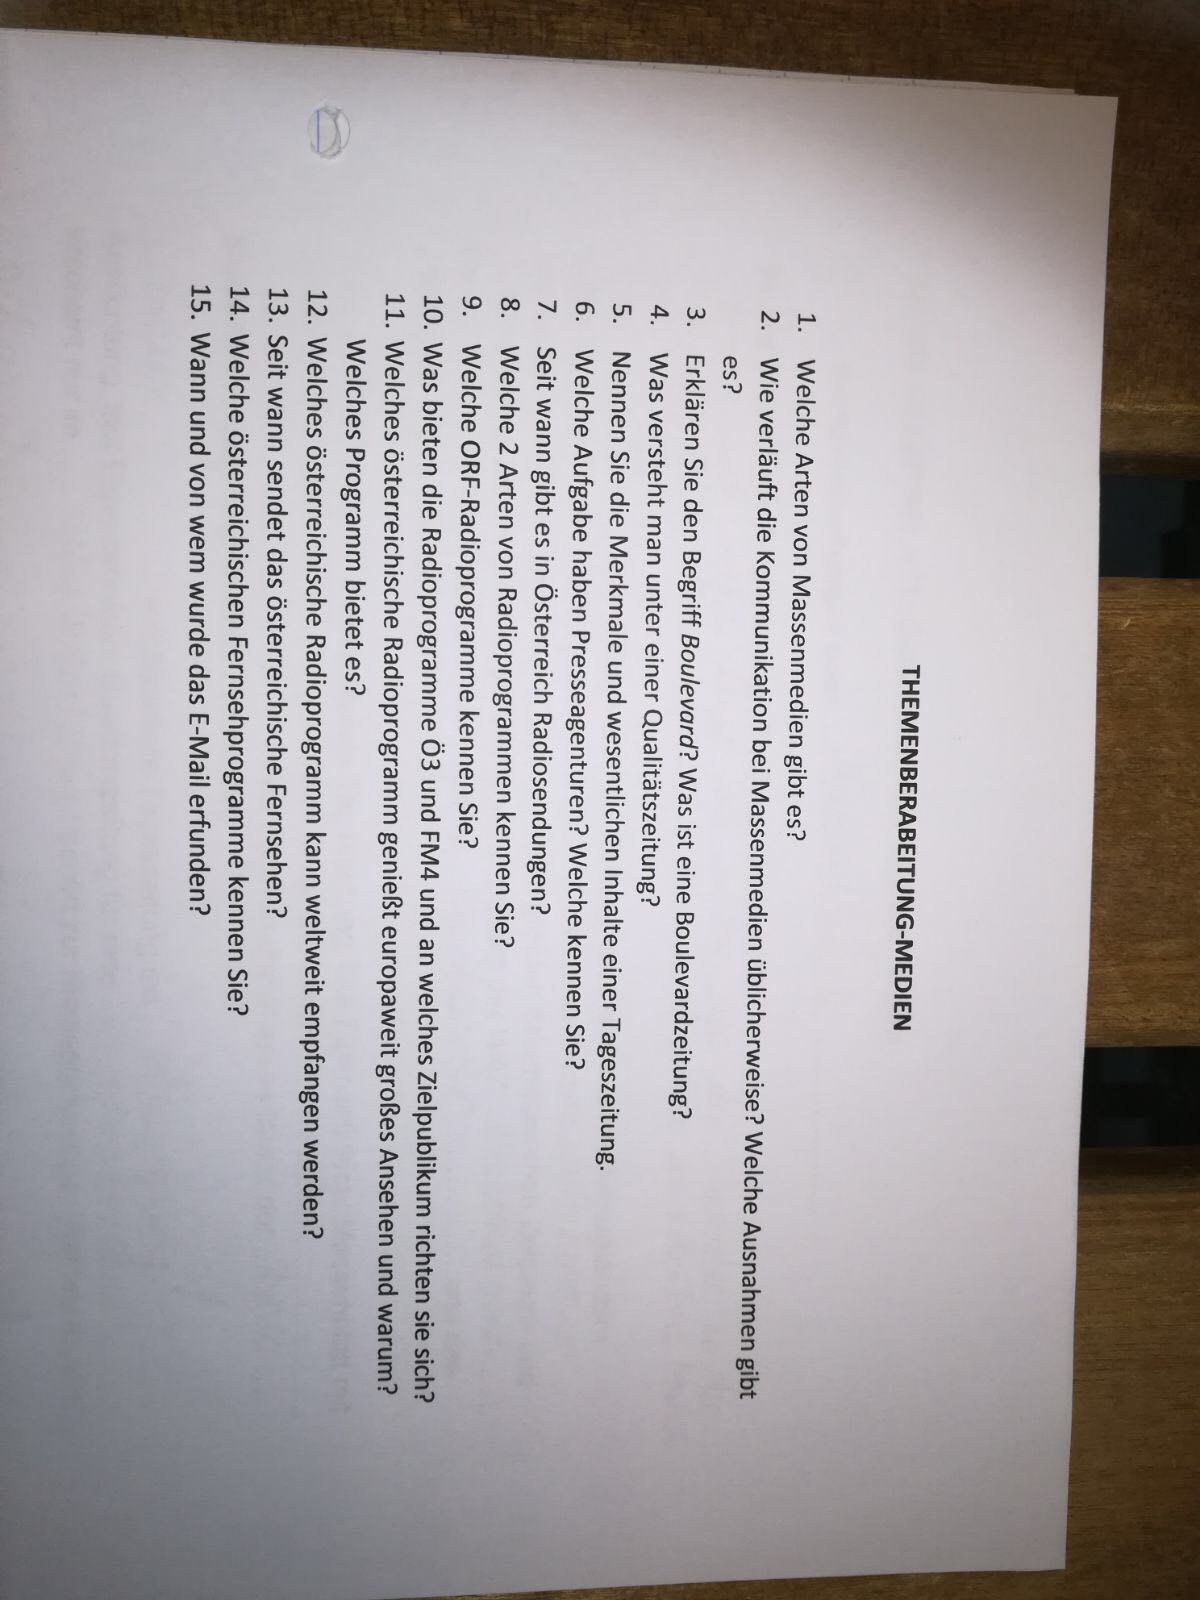 THEMENBERABEITUNG-MEDIEN
1. Welche Arten von Massenmedien gibt es?
2. Wie verläuft die Kommunikation bei Massenmedien üblicherweise? Welche Ausnahmen gibt
es?
3. Erklären Sie den Begriff Boulevard? Was ist eine Boulevardzeitung?
4. Was versteht man unter einer Qualitätszeitung?
5. Nennen Sie die Merkmale und wesentlichen Inhalte einer Tageszeitung.
6. Welche Aufgabe haben Presseagenturen? Welche kennen Sie?
7. Seit wann gibt es in Österreich Radiosendungen?
8. Welche 2 Arten von Radioprogrammen kennen Sie?
9. Welche ORF-Radioprogramme kennen Sie?
10. Was bieten die Radioprogramme Ö3 und FM4 und an welches Zielpublikum richten sie sich?
11. Welches österreichische Radioprogramm genießt europaweit großes Ansehen und warum?
Welches Programm bietet es?
12. Welches österreichische Radioprogramm kann weltweit empfangen werden?
13. Seit wann sendet das österreichische Fernsehen?
14. Welche österreichischen Fernsehprogramme kennen Sie?
15. Wann und von wem wurde das E-Mail erfunden?